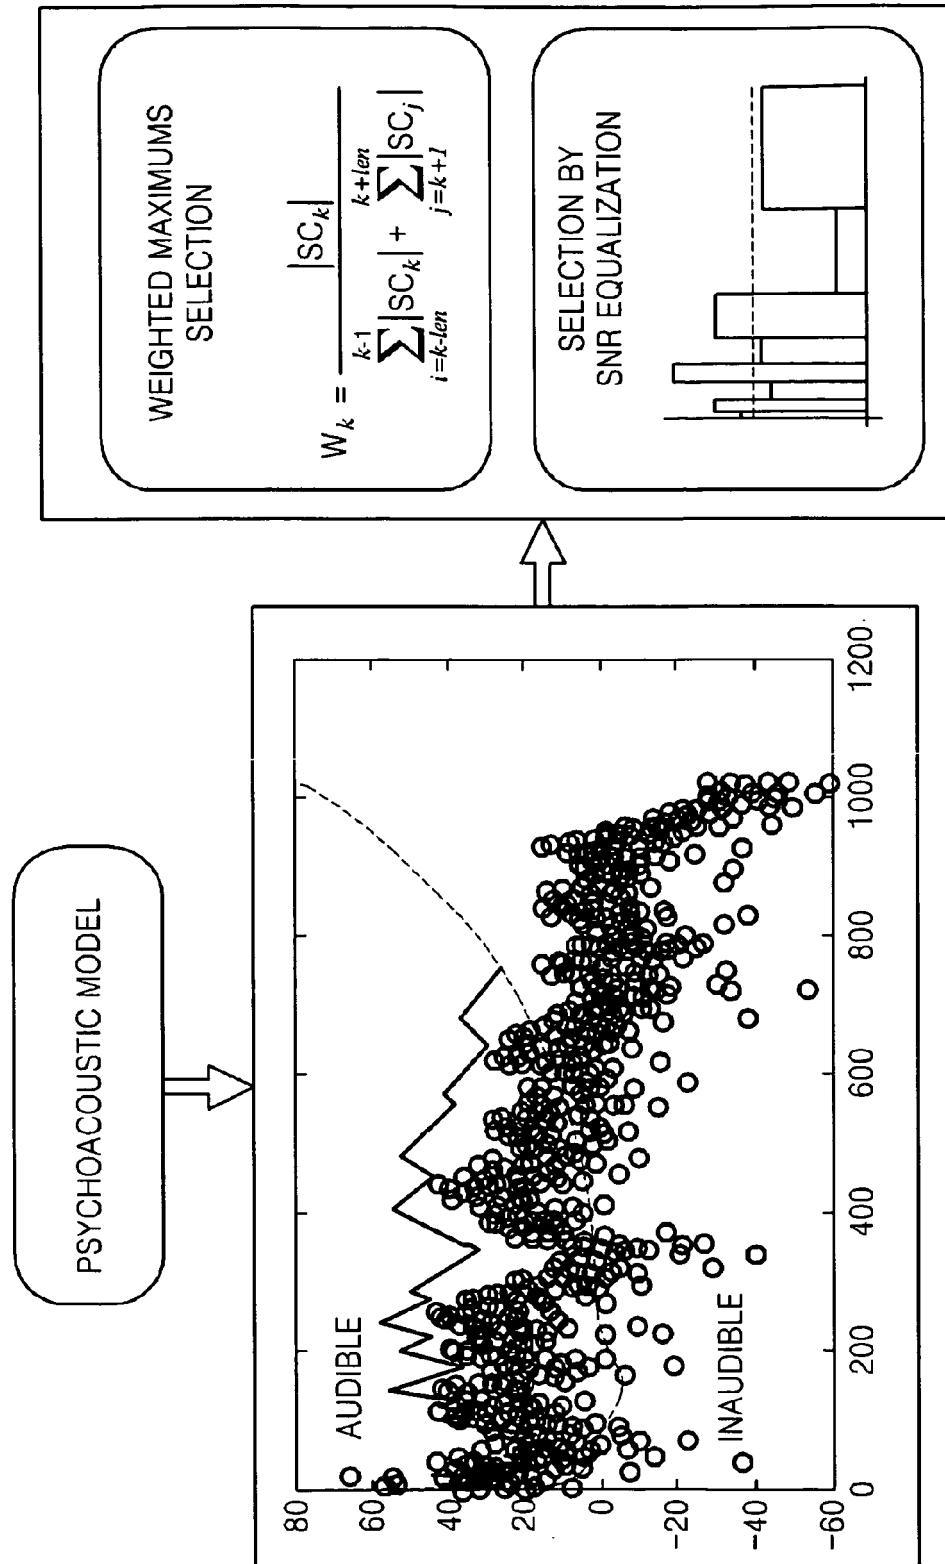 PSYCHOACOUSTIC MODEL
80
60
40
20
0
-20
-40
-60
AUDIBLE
INAUDIBLE
0
200
400
600
800
1000
1200
WEIGHTED MAXIMUMS
SELECTION
W_k = |SC_k| / (∑_{i=k-len}^{k-1} |SC_k| + ∑_{j=k+1}^{k+len} |SC_j|)
SELECTION BY
SNR EQUALIZATION